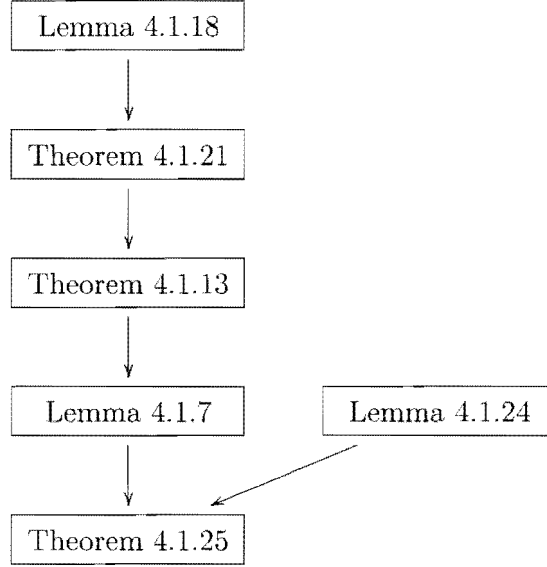 Lemma 4.1.18
Theorem 4.1.21
Theorem 4.1.13
Lemma 4.1.7
Lemma 4.1.24
Theorem 4.1.25